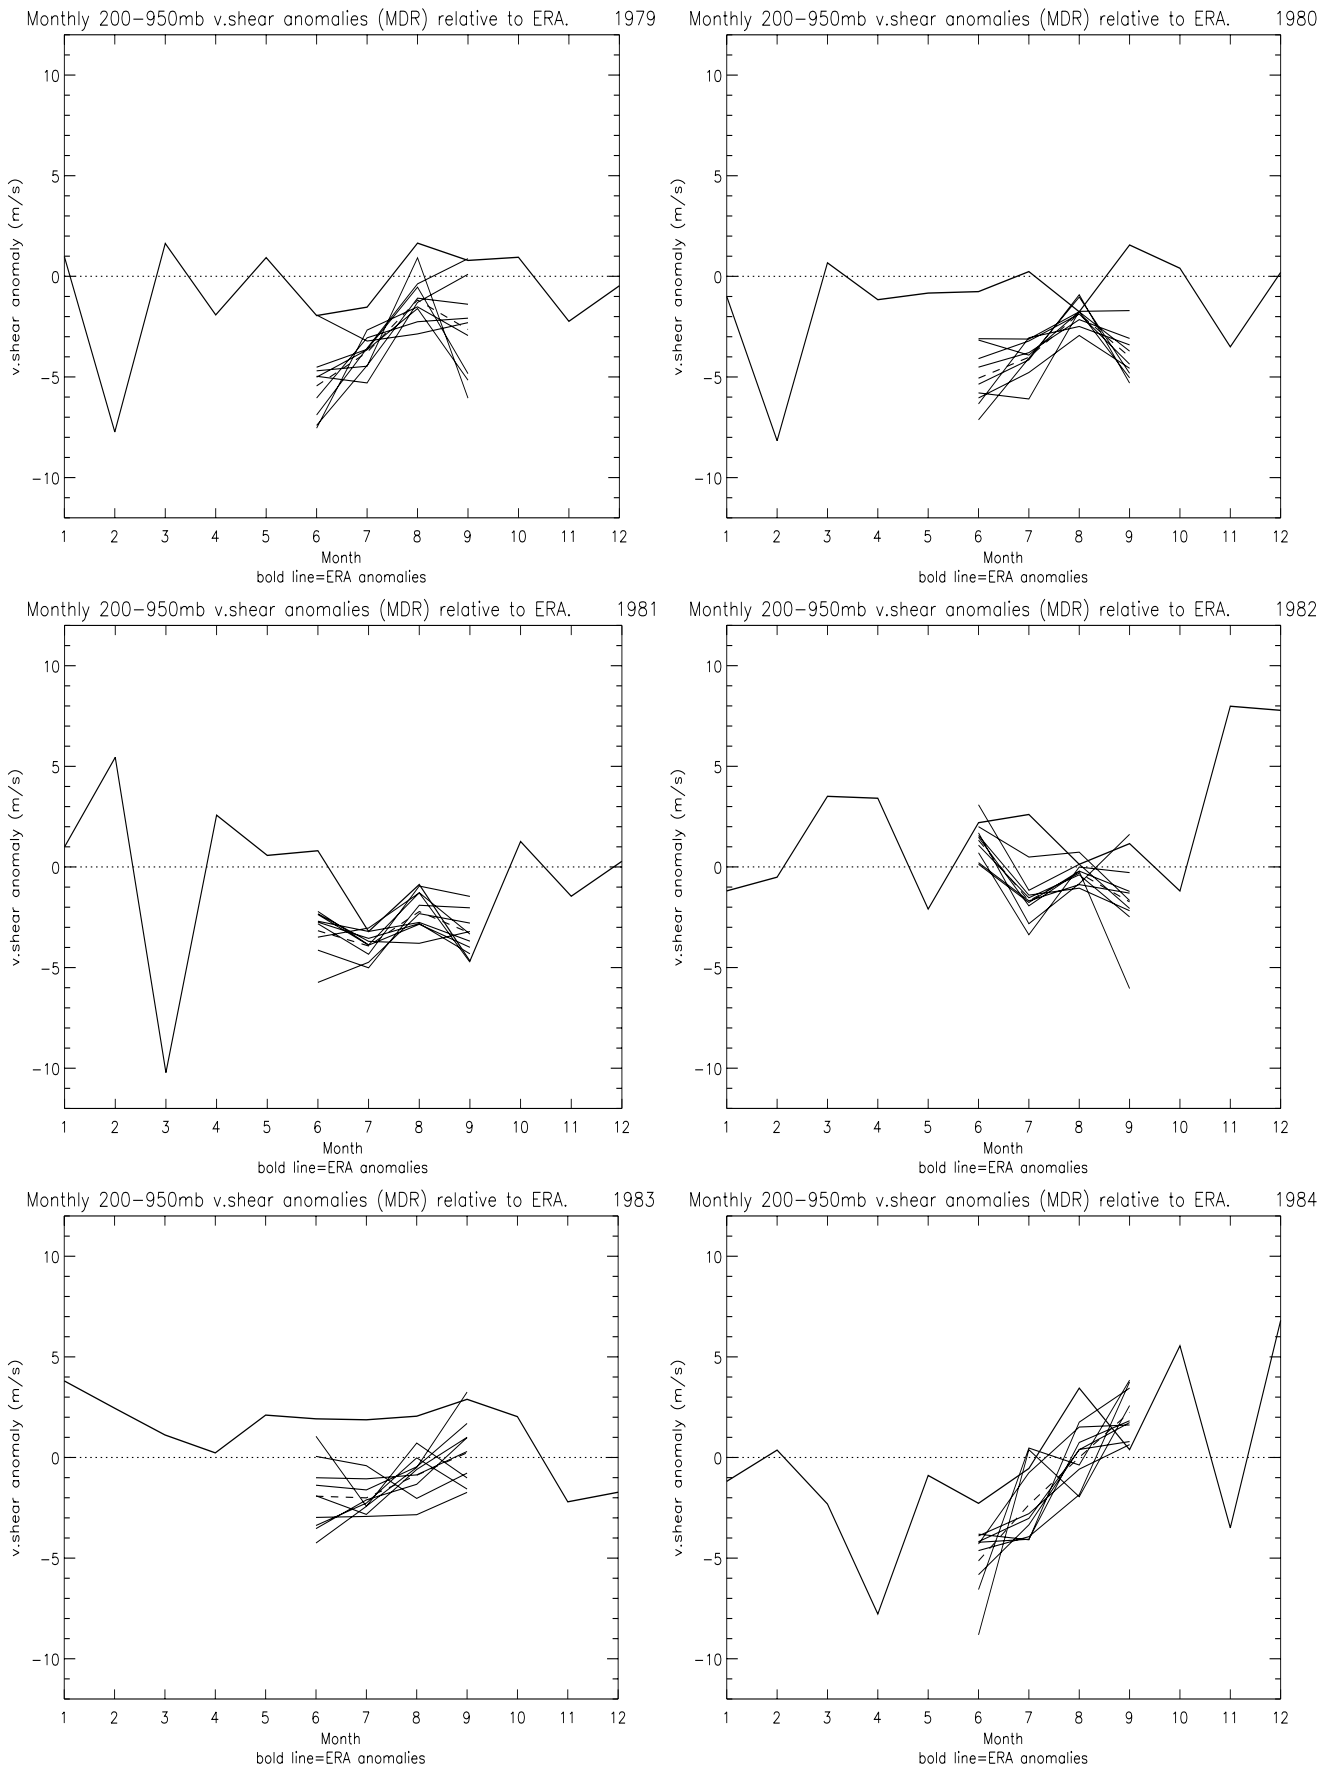 Monthly 200−950mb v.shear anomalies (MDR) relative to ERA. 1979
10
5
0
−5
−10
v.shear anomaly (m/s)
1 2 3 4 5 6 7 8 9 10 11 12
Month
bold line=ERA anomalies
Monthly 200−950mb v.shear anomalies (MDR) relative to ERA. 1980
10
5
0
−5
−10
v.shear anomaly (m/s)
1 2 3 4 5 6 7 8 9 10 11 12
Month
bold line=ERA anomalies
Monthly 200−950mb v.shear anomalies (MDR) relative to ERA. 1981
10
5
0
−5
−10
v.shear anomaly (m/s)
1 2 3 4 5 6 7 8 9 10 11 12
Month
bold line=ERA anomalies
Monthly 200−950mb v.shear anomalies (MDR) relative to ERA. 1982
10
5
0
−5
−10
v.shear anomaly (m/s)
1 2 3 4 5 6 7 8 9 10 11 12
Month
bold line=ERA anomalies
Monthly 200−950mb v.shear anomalies (MDR) relative to ERA. 1983
10
5
0
−5
−10
v.shear anomaly (m/s)
1 2 3 4 5 6 7 8 9 10 11 12
Month
bold line=ERA anomalies
Monthly 200−950mb v.shear anomalies (MDR) relative to ERA. 1984
10
5
0
−5
−10
v.shear anomaly (m/s)
1 2 3 4 5 6 7 8 9 10 11 12
Month
bold line=ERA anomalies